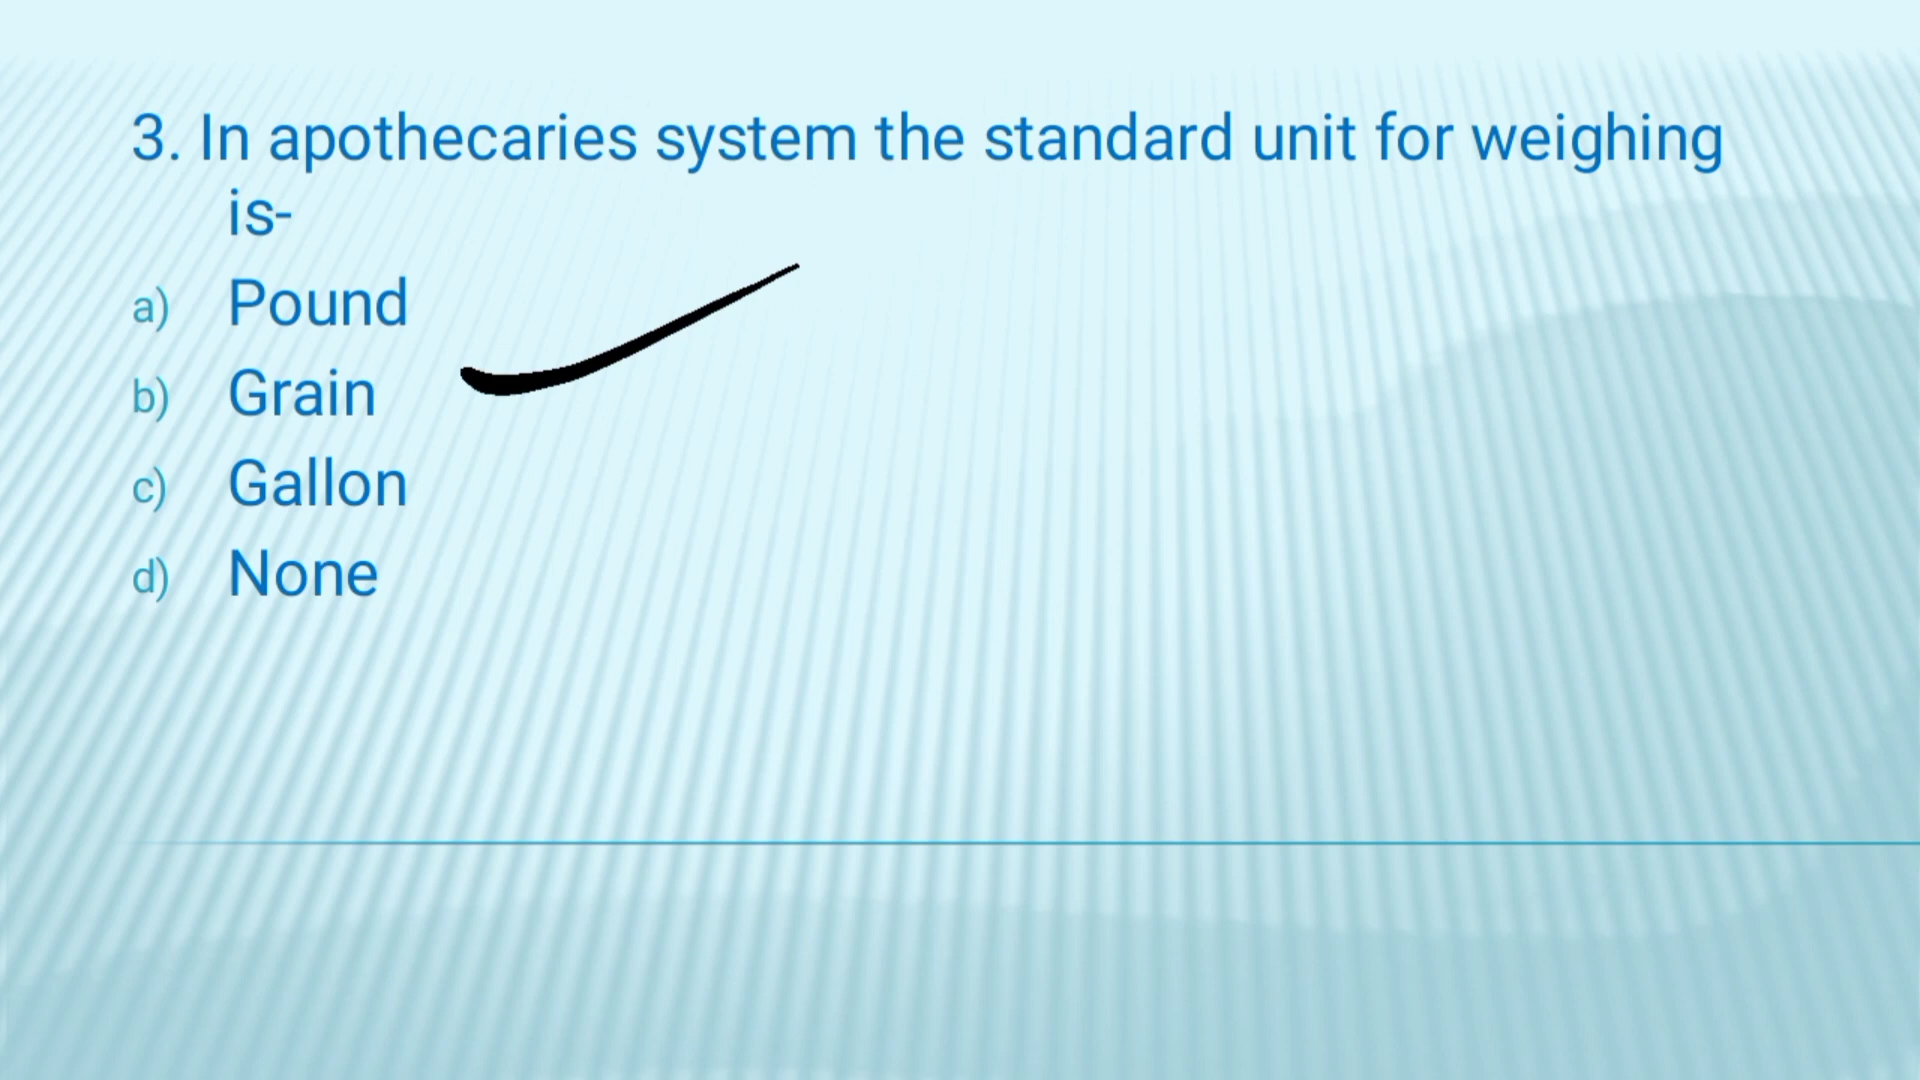 3. In apothecaries system the standard unit for weighing
is-
a) Pound
b) Grain
c) Gallon
d) None